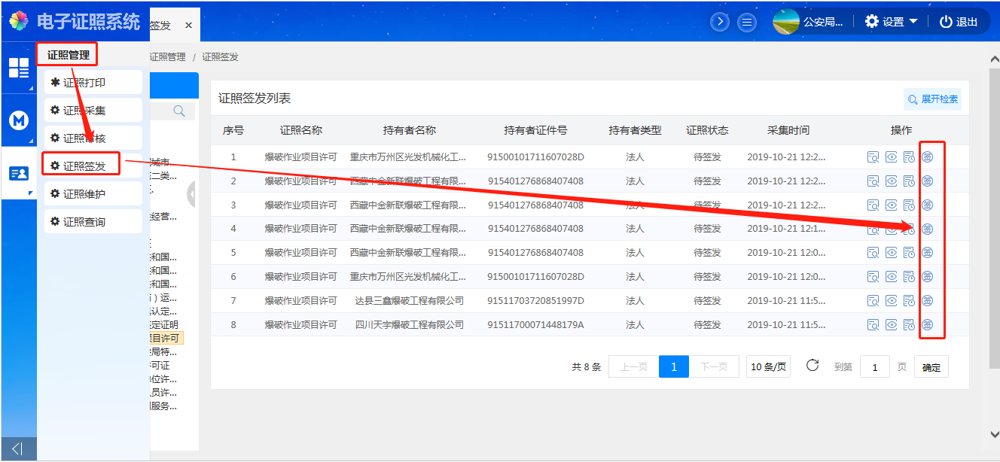 电子证照系统
签发 ×
公安局...
设置
退出
证照管理
证照管理 / 证照签发
证照打印
证照采集
证照审核
证照签发
证照维护
证照查询
城市...
二类...
经营...
和国...
和国...
和国...
）运...
认定...
定证明
项目许可
局特...
可证
位许...
员许...
服务...
证照签发列表
展开检索
序号 证照名称 持有者名称 持有者证件号 持有者类型 证照状态 采集时间 操作
1 爆破作业项目许可 重庆市万州区光发机械化工... 91500101711607028D 法人 待签发 2019-10-21 12:2... 签
2 爆破作业项目许可 西藏中金新联爆破工程有限... 915401276868407408 法人 待签发 2019-10-21 12:2... 签
3 爆破作业项目许可 西藏中金新联爆破工程有限... 915401276868407408 法人 待签发 2019-10-21 12:2... 签
4 爆破作业项目许可 西藏中金新联爆破工程有限... 915401276868407408 法人 待签发 2019-10-21 12:1... 签
5 爆破作业项目许可 西藏中金新联爆破工程有限... 915401276868407408 法人 待签发 2019-10-21 12:0... 签
6 爆破作业项目许可 重庆市万州区光发机械化工... 91500101711607028D 法人 待签发 2019-10-21 12:0... 签
7 爆破作业项目许可 达县三鑫爆破工程有限公司 91511703720851997D 法人 待签发 2019-10-21 11:5... 签
8 爆破作业项目许可 四川天宇爆破工程有限公司 91511700071448179A 法人 待签发 2019-10-21 11:5... 签
共 8 条 上一页 1 下一页 10 条/页 到第 1 页 确定